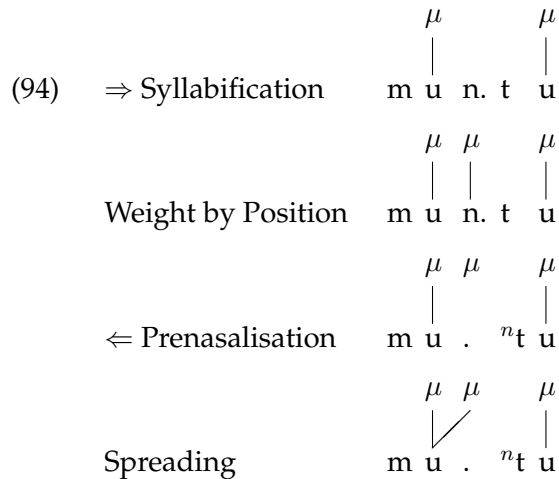 μ μ
(94) ⇒ Syllabification m u n. t u
μ μ μ
Weight by Position m u n. t u
μ μ μ
⇐ Prenasalisation m u . ⁿt u
μ μ μ
Spreading m u . ⁿt u